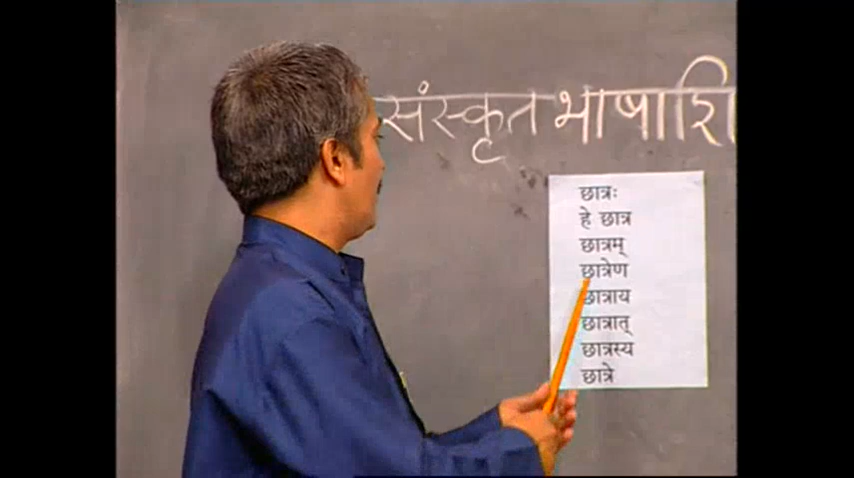 संस्कृत भाषा शि
छात्रः
हे छात्र
छात्रम्
छात्रेण
छात्राय
छात्रात्
छात्रस्य
छात्रे